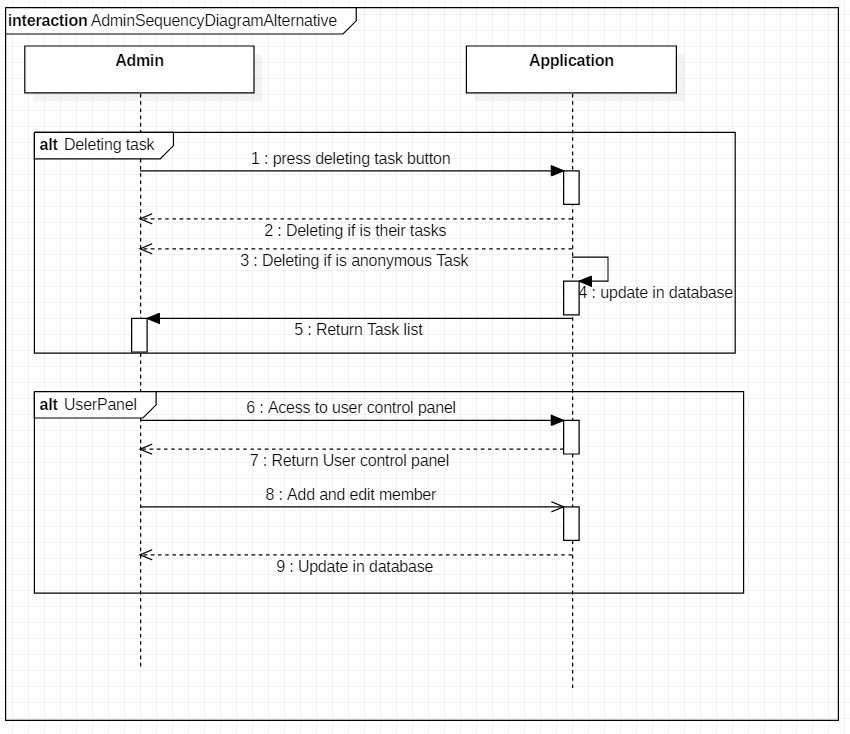 interaction AdminSequencyDiagramAlternative
Admin
Application
alt Deleting task
1 : press deleting task button
2 : Deleting if is their tasks
3 : Deleting if is anonymous Task
4 : update in database
5 : Return Task list
alt UserPanel
6 : Acess to user control panel
7 : Return User control panel
8 : Add and edit member
9 : Update in database